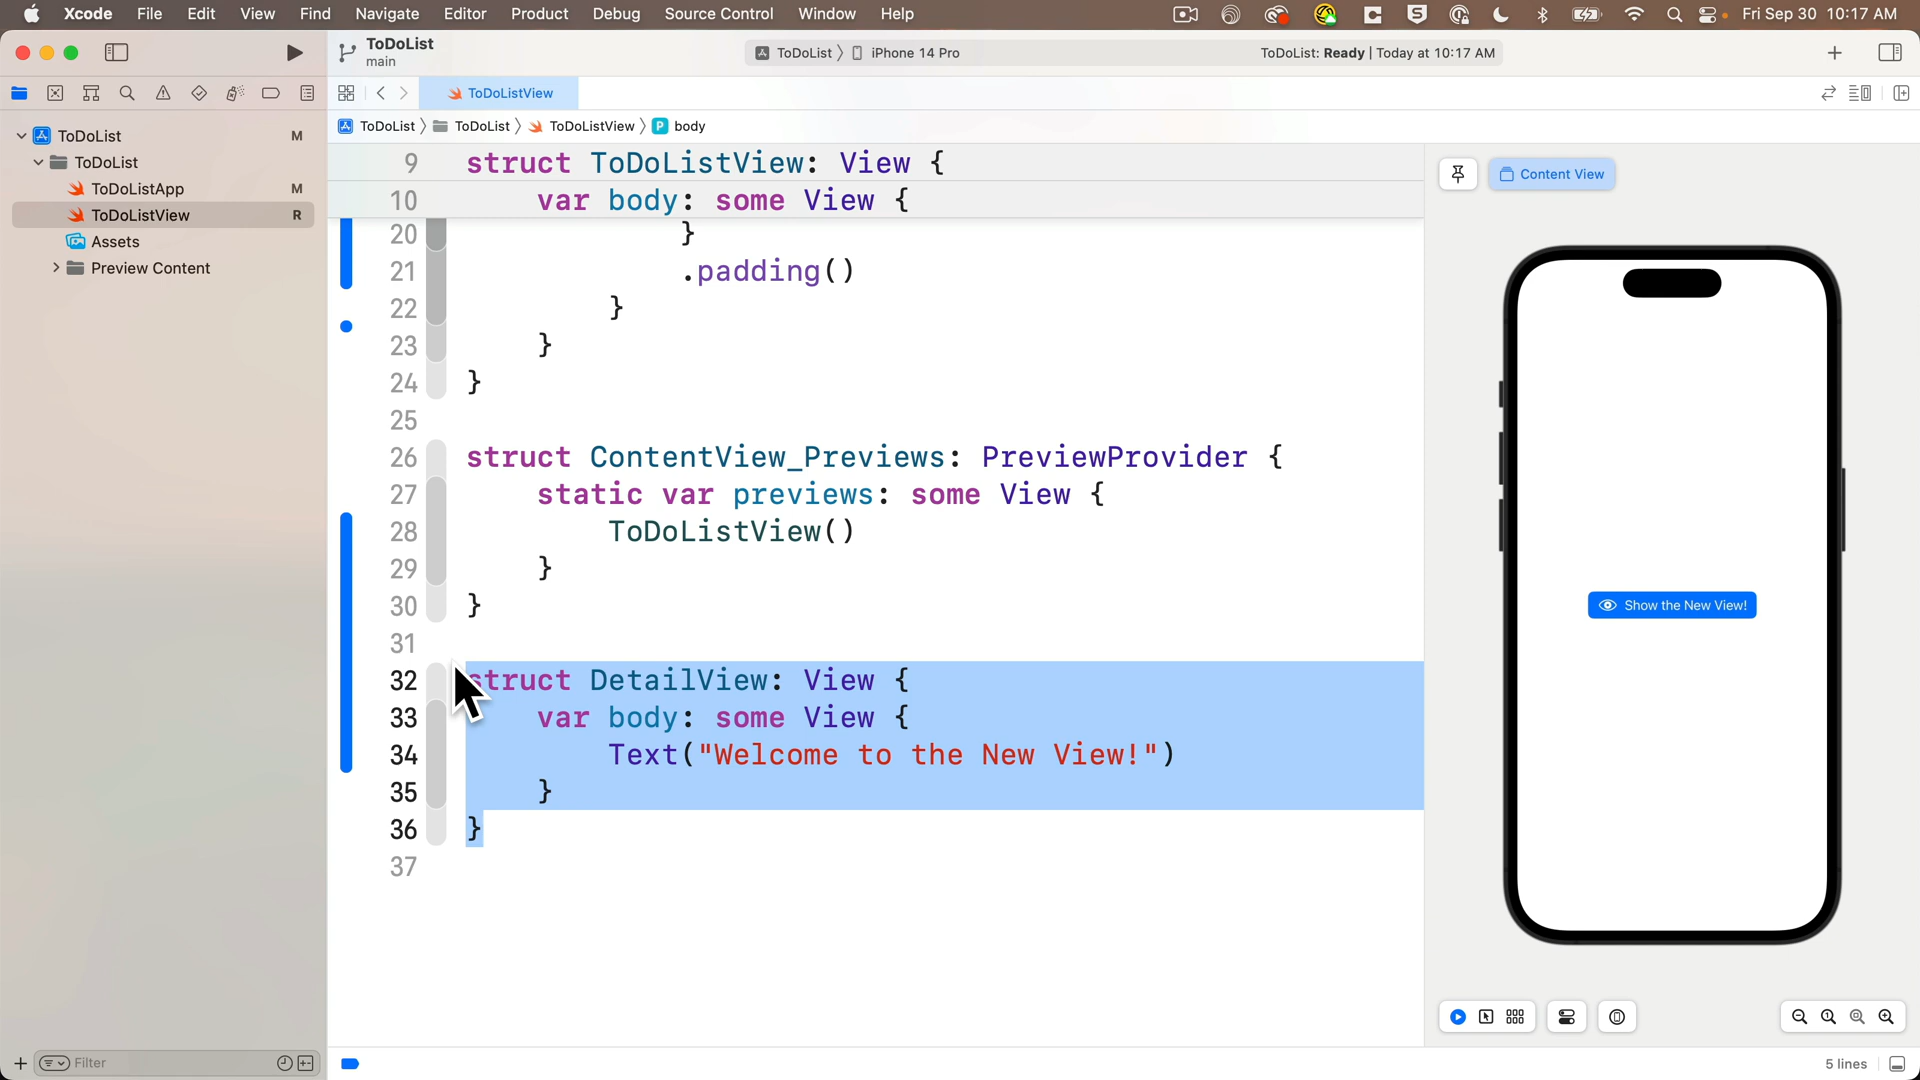 Xcode File Edit View Find Navigate Editor Product Debug Source Control Window Help Fri Sep 30 10:17 AM
ToDoList
main
ToDoList iPhone 14 Pro
ToDoList: Ready | Today at 10:17 AM
ToDoListView
ToDoList ToDoList ToDoListView P body
ToDoList M
ToDoList
ToDoListApp M
ToDoListView R
Assets
Preview Content
9 struct ToDoListView: View {
10 var body: some View {
20 }
21 .padding()
22 }
23 }
24 }
25
26 struct ContentView_Previews: PreviewProvider {
27 static var previews: some View {
28 ToDoListView()
29 }
30 }
31
32 struct DetailView: View {
33 var body: some View {
34 Text("Welcome to the New View!")
35 }
36 }
37
Content View
Show the New View!
Filter
5 lines